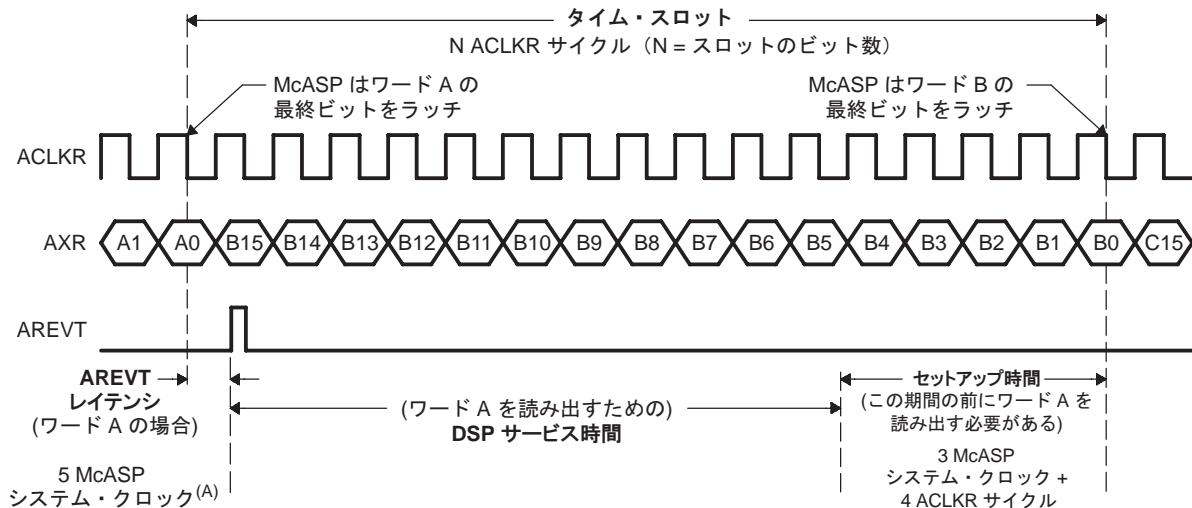 タイム・スロット
N ACLKR サイクル（N = スロットのビット数）
McASP はワード A の
最終ビットをラッチ
McASP はワード B の
最終ビットをラッチ
ACLKR
AXR
A1 A0 B15 B14 B13 B12 B11 B10 B9 B8 B7 B6 B5 B4 B3 B2 B1 B0 C15
AREVT
AREVT
レイテンシ
(ワード A の場合)
5 McASP
システム・クロック(A)
(ワード A を読み出すための)
DSP サービス時間
セットアップ時間
(この期間の前にワード A を
読み出す必要がある)
3 McASP
システム・クロック +
4 ACLKR サイクル